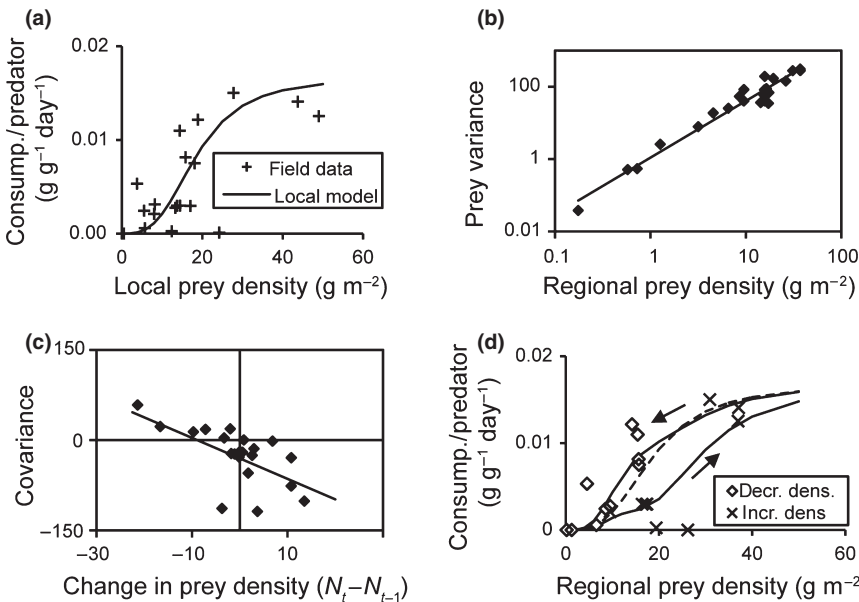 (a)
0.02
0.01
0.00
0
20
40
60
Consump./predator
(g g⁻¹ day⁻¹)
Field data
Local model
Local prey density (g m⁻²)
(b)
100
1
0.01
0.1
1
10
100
Prey variance
Regional prey density (g m⁻²)
(c)
150
0
−150
−30
−10
10
Covariance
Change in prey density (Nₜ−Nₜ₋₁)
(d)
0.02
0.01
0
0
20
40
60
Consump./predator
(g g⁻¹ day⁻¹)
Decr. dens.
Incr. dens
Regional prey density (g m⁻²)